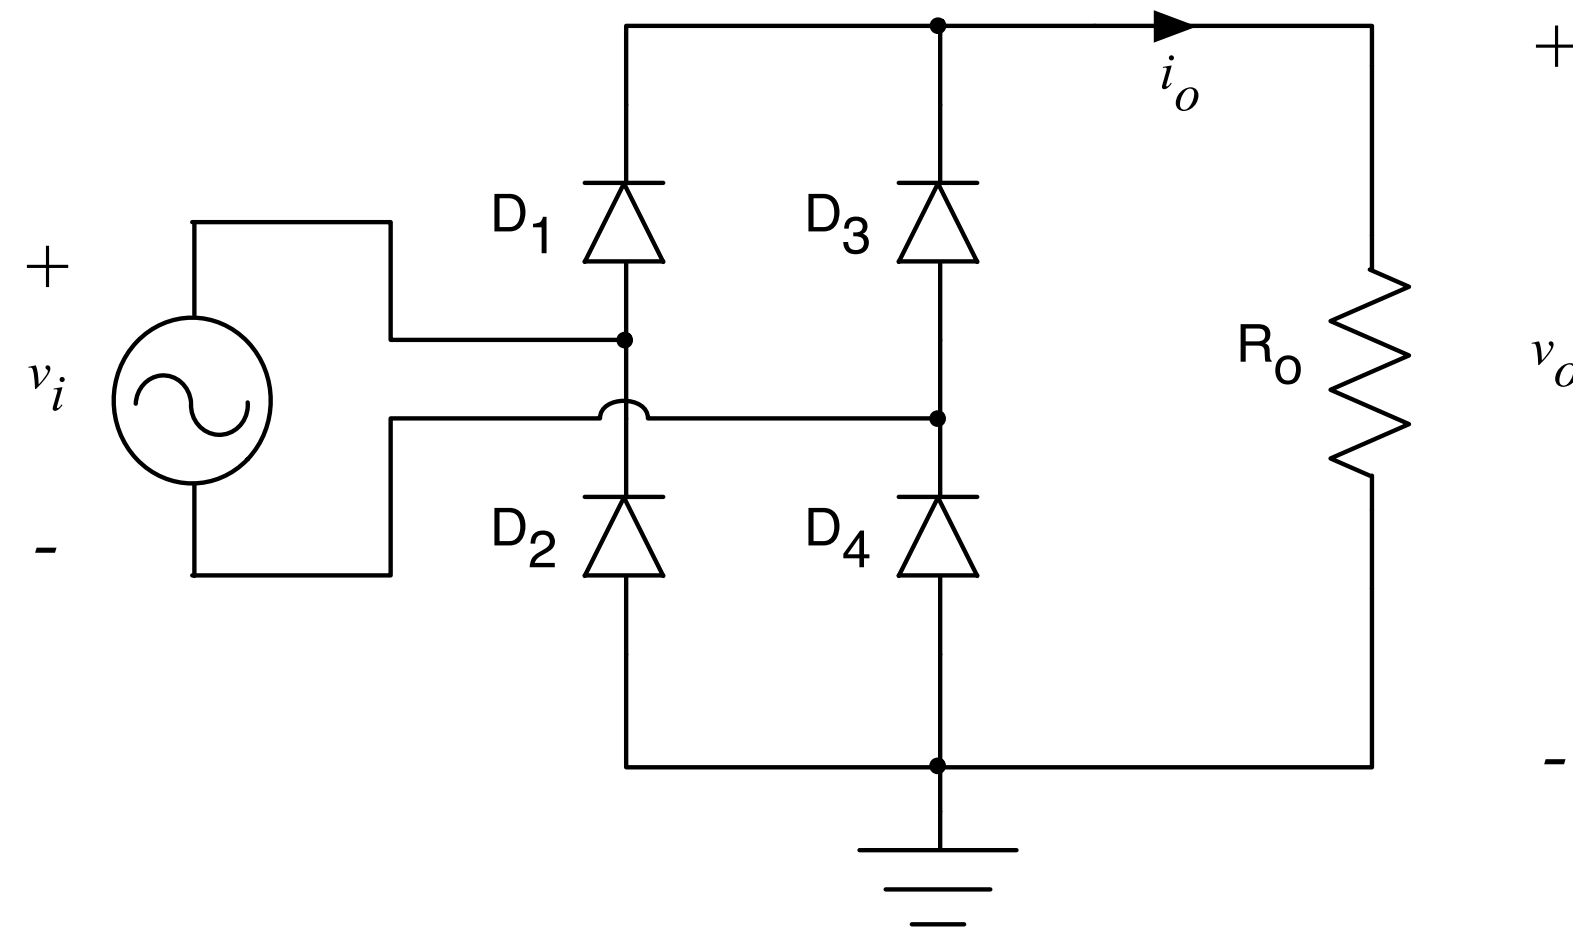 +
i_o
D_1
D_3
+
v_i
R_o
v_o
D_2
D_4
-
-